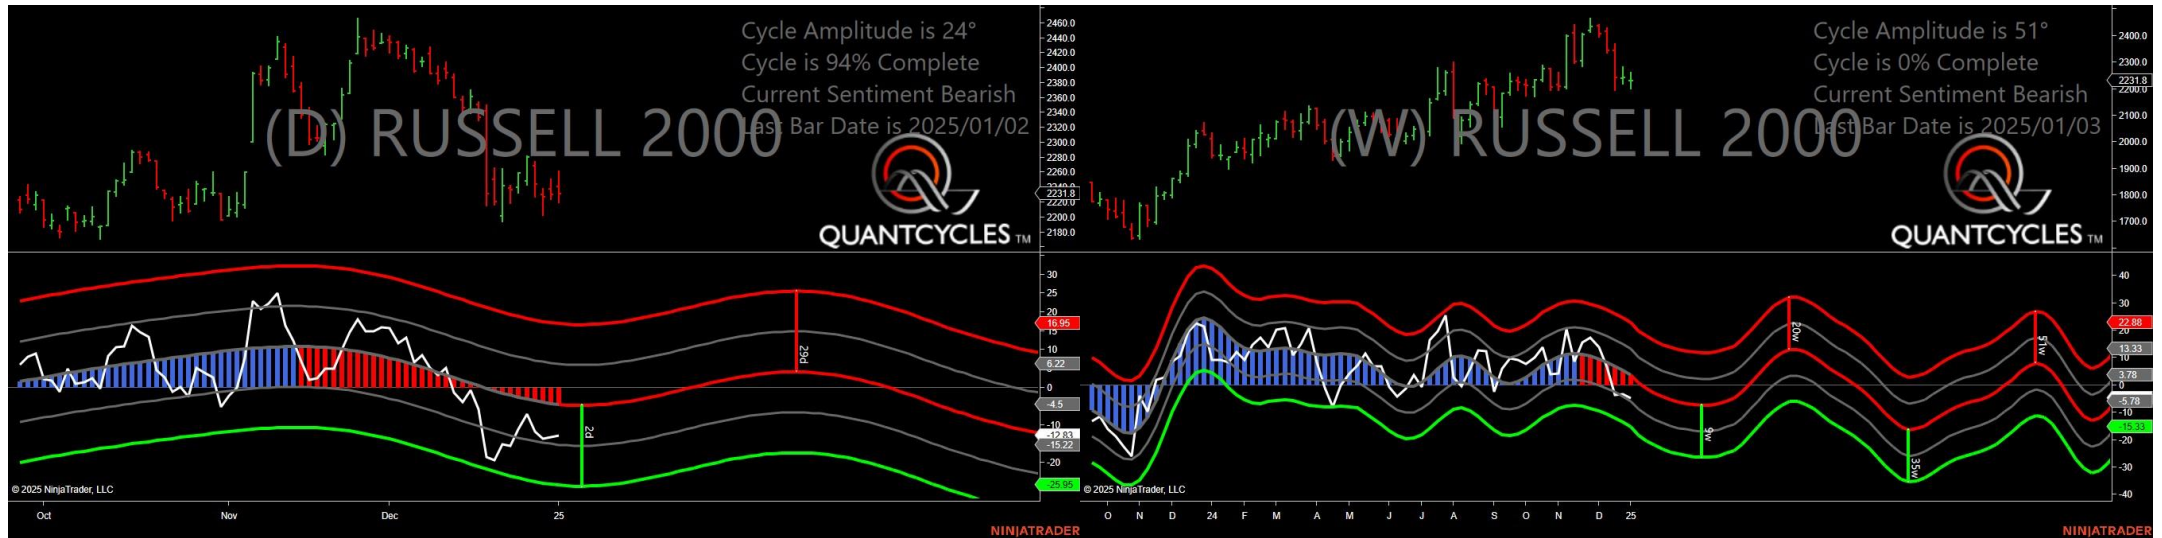 Cycle Amplitude is 24°
Cycle is 94% Complete
Current Sentiment Bearish
Last Bar Date is 2025/01/02
(D) RUSSELL 2000
QUANTCYCLES TM
2460.0
2440.0
2420.0
2400.0
2380.0
2360.0
2340.0
2320.0
2300.0
2280.0
2260.0
2231.8
2220.0
2200.0
2180.0
30
25
20
16.95
15
10
6.22
0
-4.5
-10
-12.83
-15.22
-20
-25.95
29d
2d
© 2025 NinjaTrader, LLC
Oct Nov Dec 25
NINJATRADER
Cycle Amplitude is 51°
Cycle is 0% Complete
Current Sentiment Bearish
Last Bar Date is 2025/01/03
(W) RUSSELL 2000
QUANTCYCLES TM
2400.0
2300.0
2231.8
2200.0
2100.0
2000.0
1900.0
1800.0
1700.0
40
30
22.88
20
13.33
10
3.78
0
-5.78
-10
-15.33
-20
-30
-40
20w
51w
9w
35w
© 2025 NinjaTrader, LLC
O N D 24 F M A M J J A S O N D 25
NINJATRADER